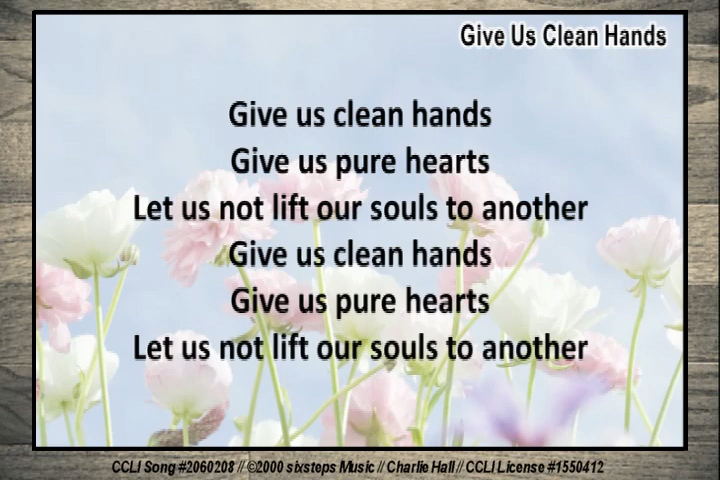 Give Us Clean Hands
Give us clean hands
Give us pure hearts
Let us not lift our souls to another
Give us clean hands
Give us pure hearts
Let us not lift our souls to another
CCLI Song #2060208 // ©2000 sixsteps Music // Charlie Hall // CCLI License #1550412